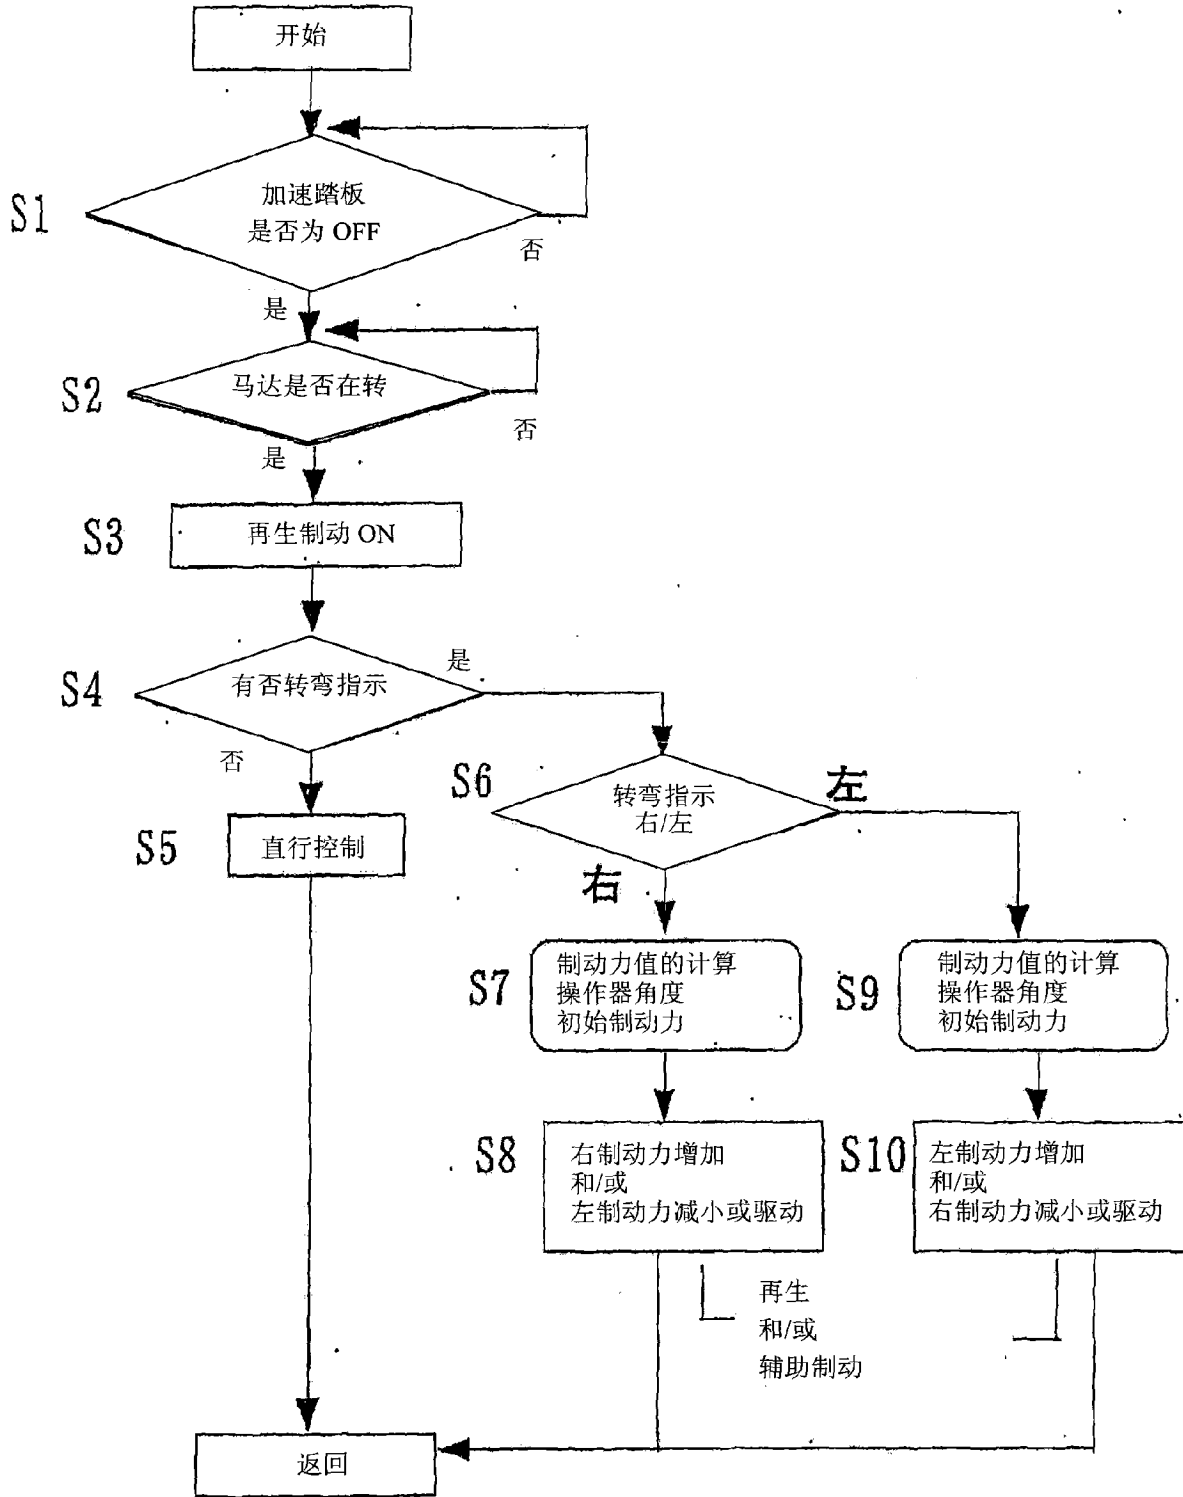 开始
S1
加速踏板
是否为 OFF
否
是
S2
马达是否在转
否
是
S3
再生制动 ON
S4
有否转弯指示
是
否
S5
直行控制
S6
转弯指示
右/左
左
右
S7
制动力值的计算
操作器角度
初始制动力
S9
制动力值的计算
操作器角度
初始制动力
S8
右制动力增加
和/或
左制动力减小或驱动
S10
左制动力增加
和/或
右制动力减小或驱动
再生
和/或
辅助制动
返回